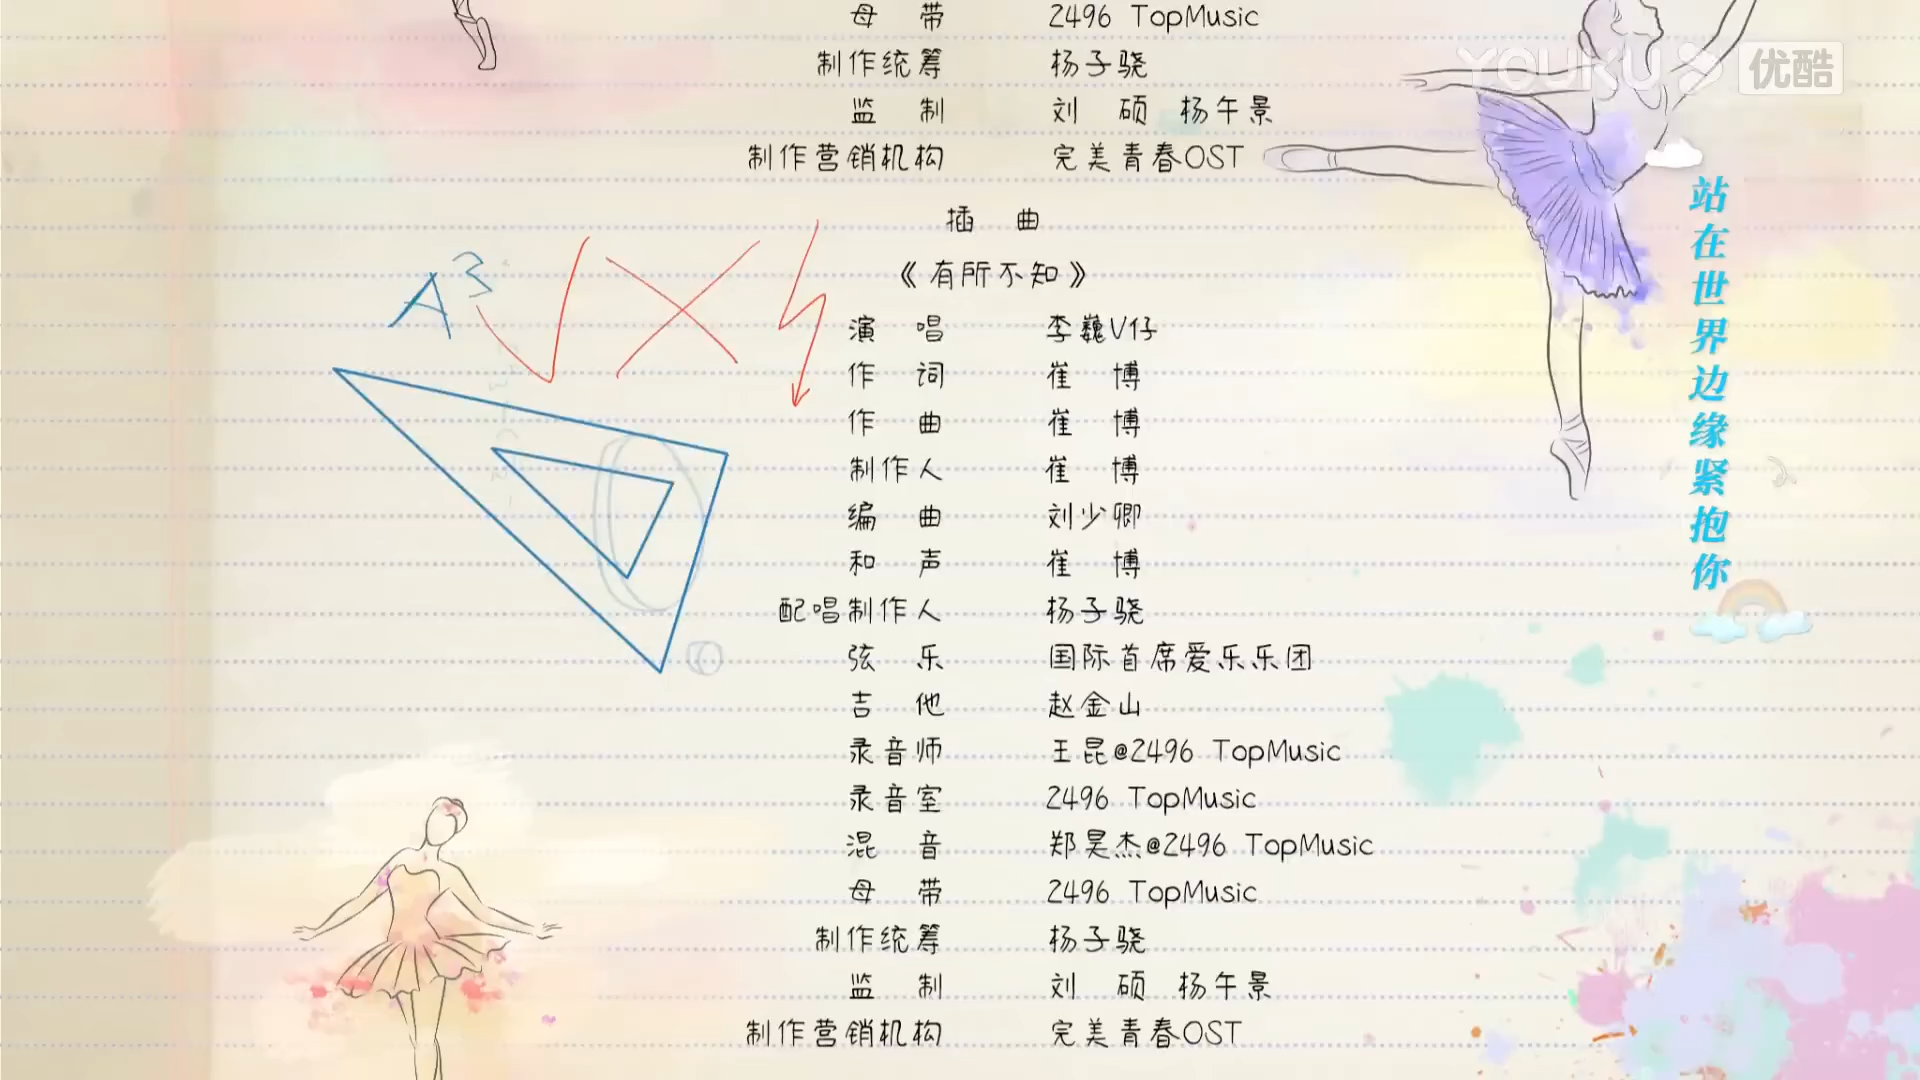 母 带 2496 TopMusic
制作统筹 杨子骁
监 制 刘 硕 杨午景
制作营销机构 完美青春OST
插 曲
《有所不知》
演 唱 李巍V仔
作 词 崔 博
作 曲 崔 博
制作人 崔 博
编 曲 刘少卿
和 声 崔 博
配唱制作人 杨子骁
弦 乐 国际首席爱乐乐团
吉 他 赵金山
录音师 王昆@2496 TopMusic
录音室 2496 TopMusic
混 音 郑昊杰@2496 TopMusic
母 带 2496 TopMusic
制作统筹 杨子骁
监 制 刘 硕 杨午景
制作营销机构 完美青春OST
A3
YOUKU 优酷
站在世界边缘紧抱你